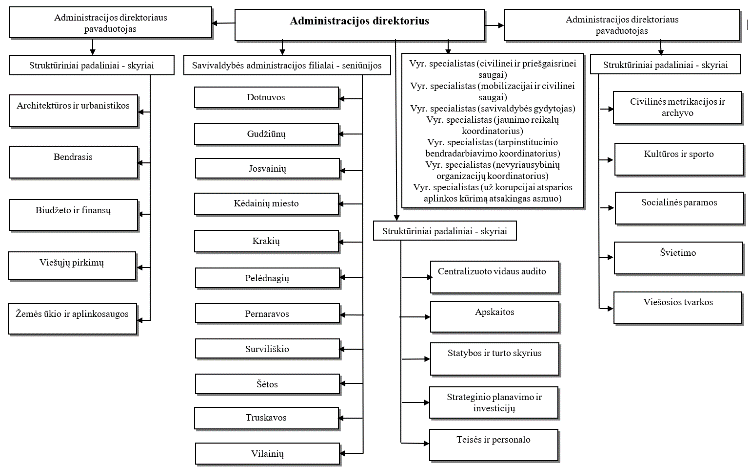 Administracijos direktoriaus
pavaduotojas
Administracijos direktorius
Administracijos direktoriaus
pavaduotojas
Struktūriniai padaliniai - skyriai
Architektūros ir urbanistikos
Bendrasis
Biudžeto ir finansų
Viešųjų pirkimų
Žemės ūkio ir aplinkosaugos
Savivaldybės administracijos filialai - seniūnijos
Dotnuvos
Gudžiūnų
Josvainių
Kėdainių miesto
Krakių
Pelėdnagių
Pernaravos
Surviliškio
Šėtos
Truskavos
Vilainių
Vyr. specialistas (civilinei ir priešgaisrinei
saugai)
Vyr. specialistas (mobilizacijai ir civilinei
saugai)
Vyr. specialistas (savivaldybės gydytojas)
Vyr. specialistas (jaunimo reikalų
koordinatorius)
Vyr. specialistas (tarpinstitucinio
bendradarbiavimo koordinatorius)
Vyr. specialistas (nevyriausybinių
organizacijų koordinatorius)
Vyr. specialistas (už korupcijai atsparios
aplinkos kūrimą atsakingas asmuo)
Struktūriniai padaliniai - skyriai
Centralizuoto vidaus audito
Apskaitos
Statybos ir turto skyrius
Strateginio planavimo ir
investicijų
Teisės ir personalo
Struktūriniai padaliniai - skyriai
Civilinės metrikacijos ir
archyvo
Kultūros ir sporto
Socialinės paramos
Švietimo
Viešosios tvarkos